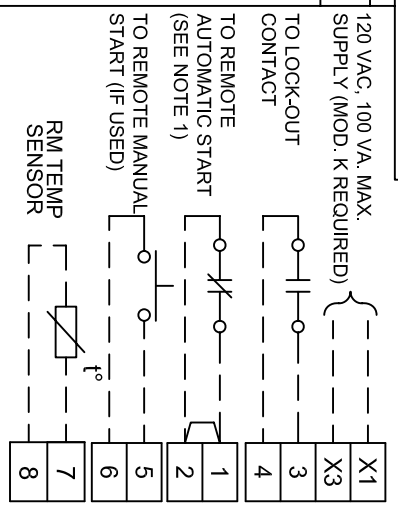 120 VAC, 100 VA. MAX.
SUPPLY (MOD. K REQUIRED)
TO LOCK-OUT
CONTACT
TO REMOTE
AUTOMATIC START
(SEE NOTE 1)
TO REMOTE MANUAL
START (IF USED)
RM TEMP
SENSOR
t°
X1
X3
3
4
1
2
5
6
7
8